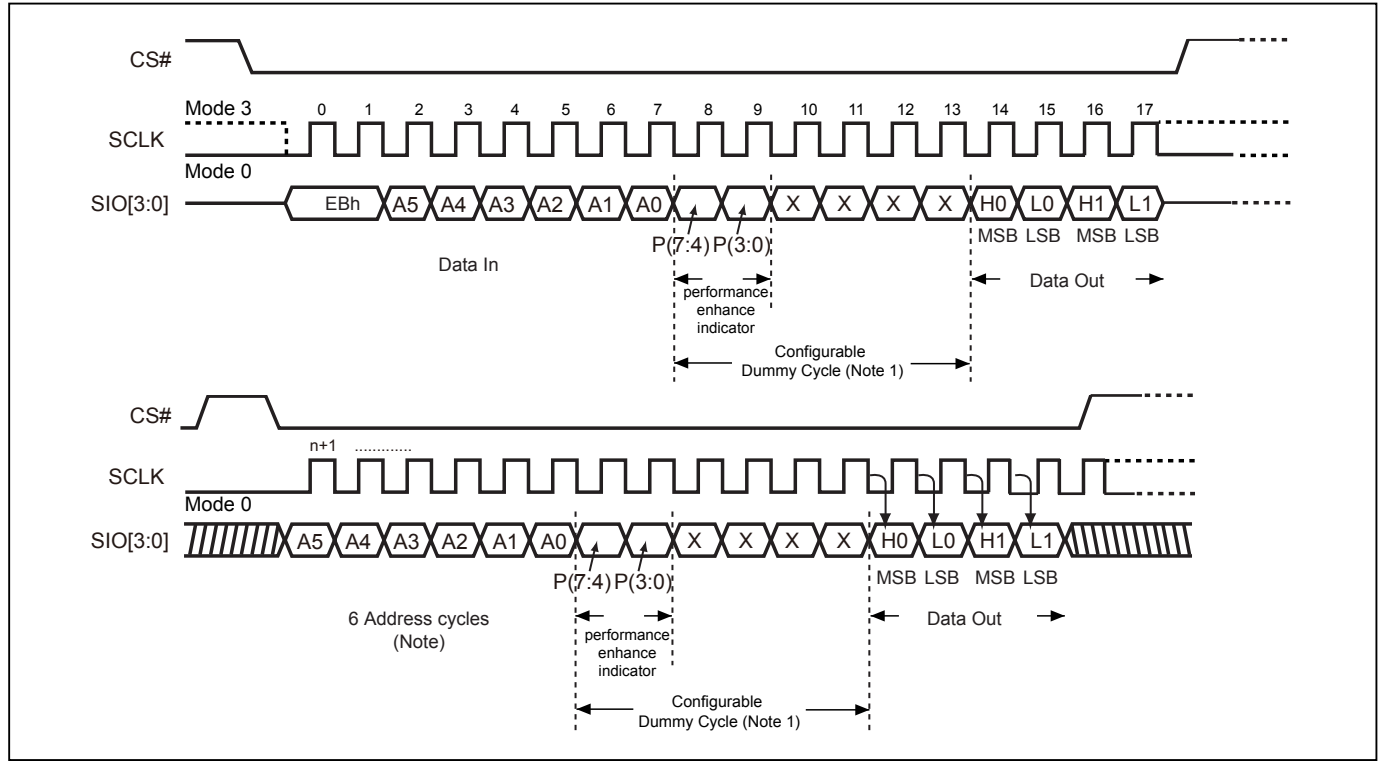 CS#
Mode 3
0 1 2 3 4 5 6 7 8 9 10 11 12 13 14 15 16 17
SCLK
Mode 0
SIO[3:0]
EBh A5 A4 A3 A2 A1 A0 X X X X H0 L0 H1 L1
P(7:4) P(3:0)
MSB LSB MSB LSB
Data In
Data Out
performance
enhance
indicator
Configurable
Dummy Cycle (Note 1)
CS#
n+1 .............
SCLK
Mode 0
SIO[3:0]
A5 A4 A3 A2 A1 A0 X X X X H0 L0 H1 L1
P(7:4) P(3:0)
MSB LSB MSB LSB
6 Address cycles
(Note)
Data Out
performance
enhance
indicator
Configurable
Dummy Cycle (Note 1)